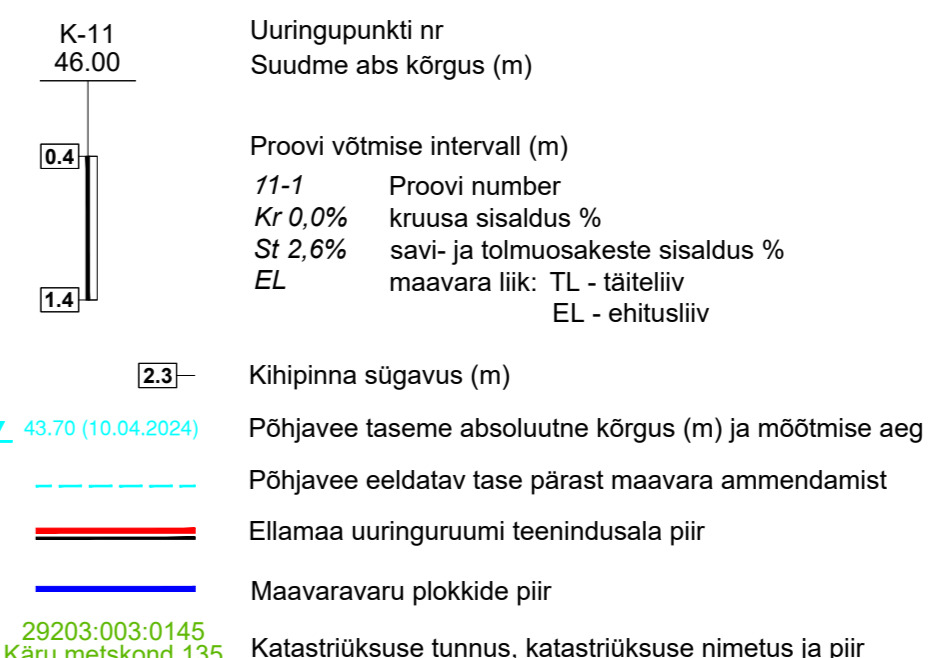 K-11 Uuringupunkti nr
46.00 Suudme abs kõrgus (m)
0.4 Proovi võtmise intervall (m)
11-1 Proovi number
Kr 0,0% kruusa sisaldus %
St 2,6% savi- ja tolmuosakeste sisaldus %
EL maavara liik: TL - täiteliiv
1.4 EL - ehitusliiv
2.3 Kihipinna sügavus (m)
43.70 (10.04.2024) Põhjavee taseme absoluutne kõrgus (m) ja mõõtmise aeg
Põhjavee eeldatav tase pärast maavara ammendamist
Ellamaa uuringuruumi teenindusala piir
Maavaravaru plokkide piir
29203:003:0145
Käru metskond 135 Katastriüksuse tunnus, katastriüksuse nimetus ja piir